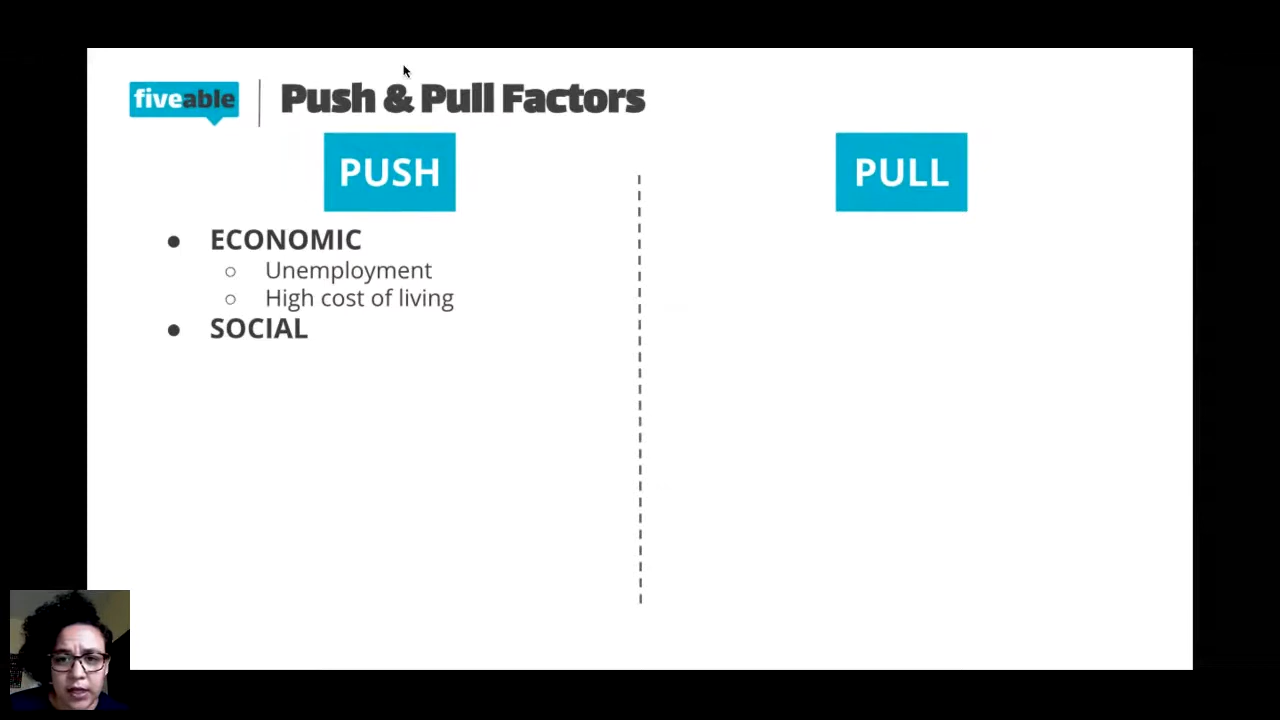 fiveable
Push & Pull Factors
PUSH
ECONOMIC
Unemployment
High cost of living
SOCIAL
PULL